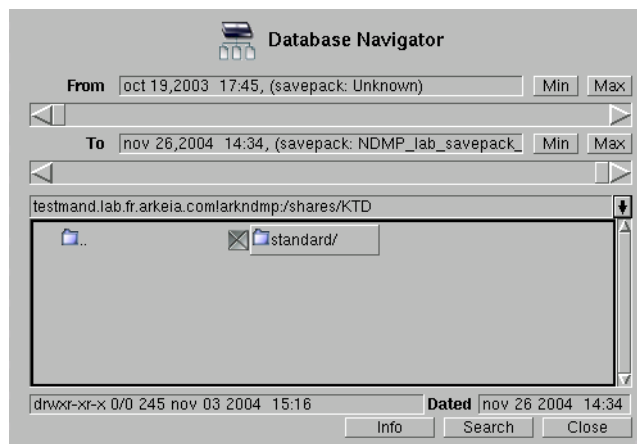 Database Navigator
From oct 19,2003 17:45, (savepack: Unknown) Min Max
To nov 26,2004 14:34, (savepack: NDMP_lab_savepack_ Min Max
testmand.lab.fr.arkeia.com!arkndmp:/shares/KTD
.. standard/
drwxr-xr-x 0/0 245 nov 03 2004 15:16 Dated nov 26 2004 14:34
Info Search Close